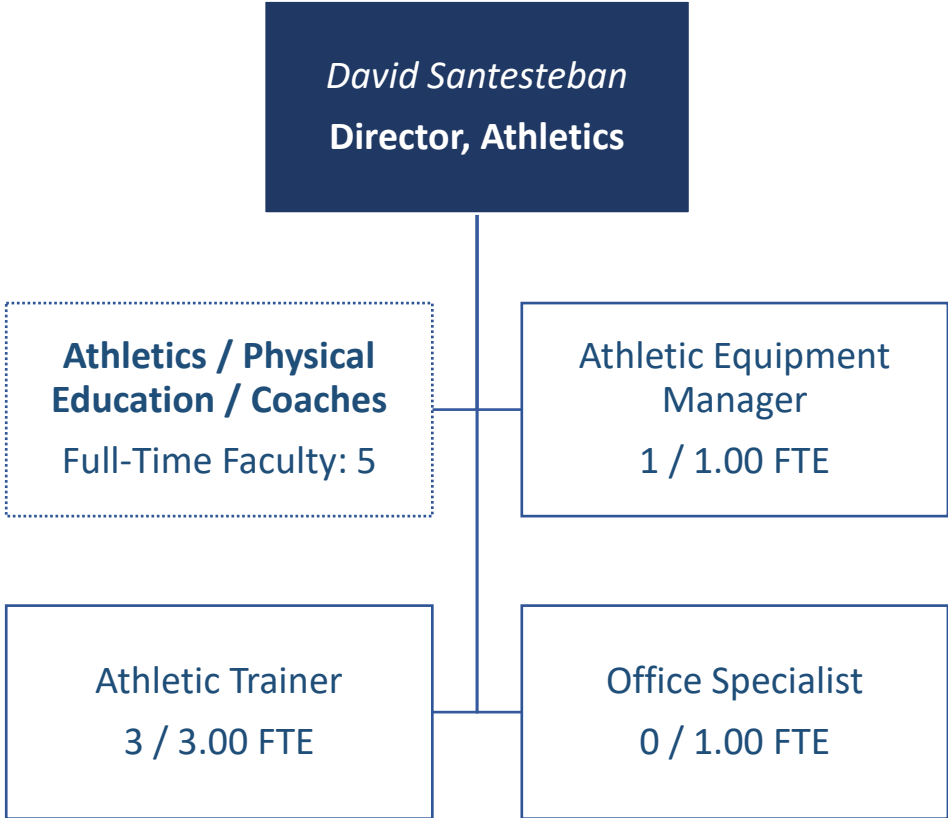 David Santesteban
Director, Athletics
Athletics / Physical
Education / Coaches
Full-Time Faculty: 5
Athletic Equipment
Manager
1 / 1.00 FTE
Athletic Trainer
3 / 3.00 FTE
Office Specialist
0 / 1.00 FTE